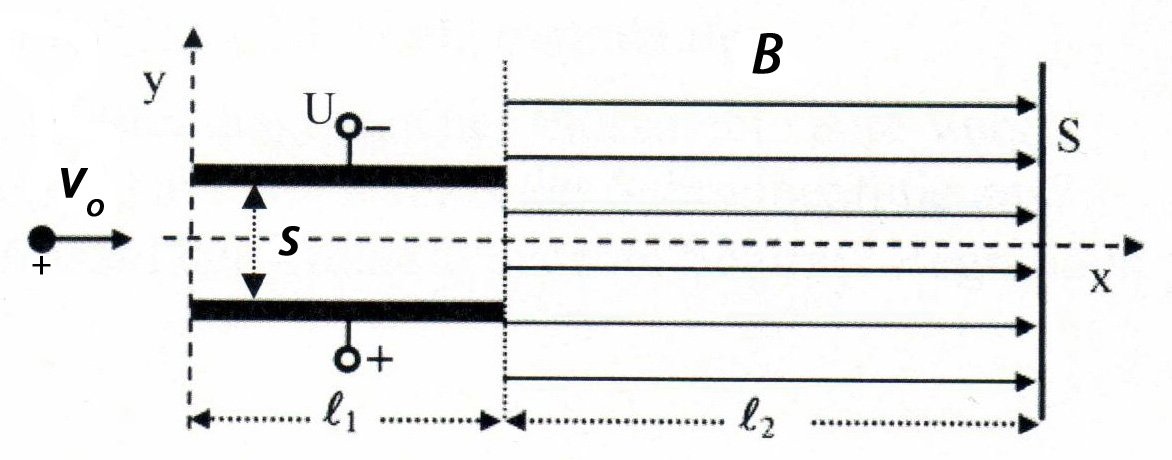 B
y
U
−
S
v₀
s
+
x
+
ℓ₁
ℓ₂